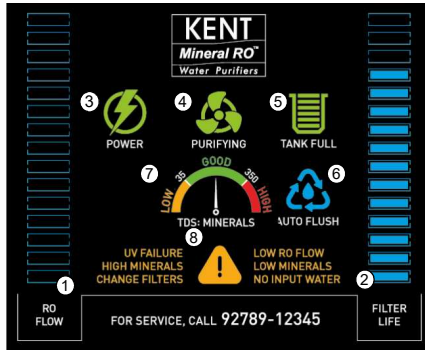 KENT
Mineral RO™
Water Purifiers
3
4
5
POWER
PURIFYING
TANK FULL
7
6
LOW 35 GOOD 350 HIGH
TDS: MINERALS
AUTO FLUSH
8
UV FAILURE
HIGH MINERALS
CHANGE FILTERS
LOW RO FLOW
LOW MINERALS
NO INPUT WATER
1
2
RO
FLOW
FOR SERVICE, CALL 92789-12345
FILTER
LIFE